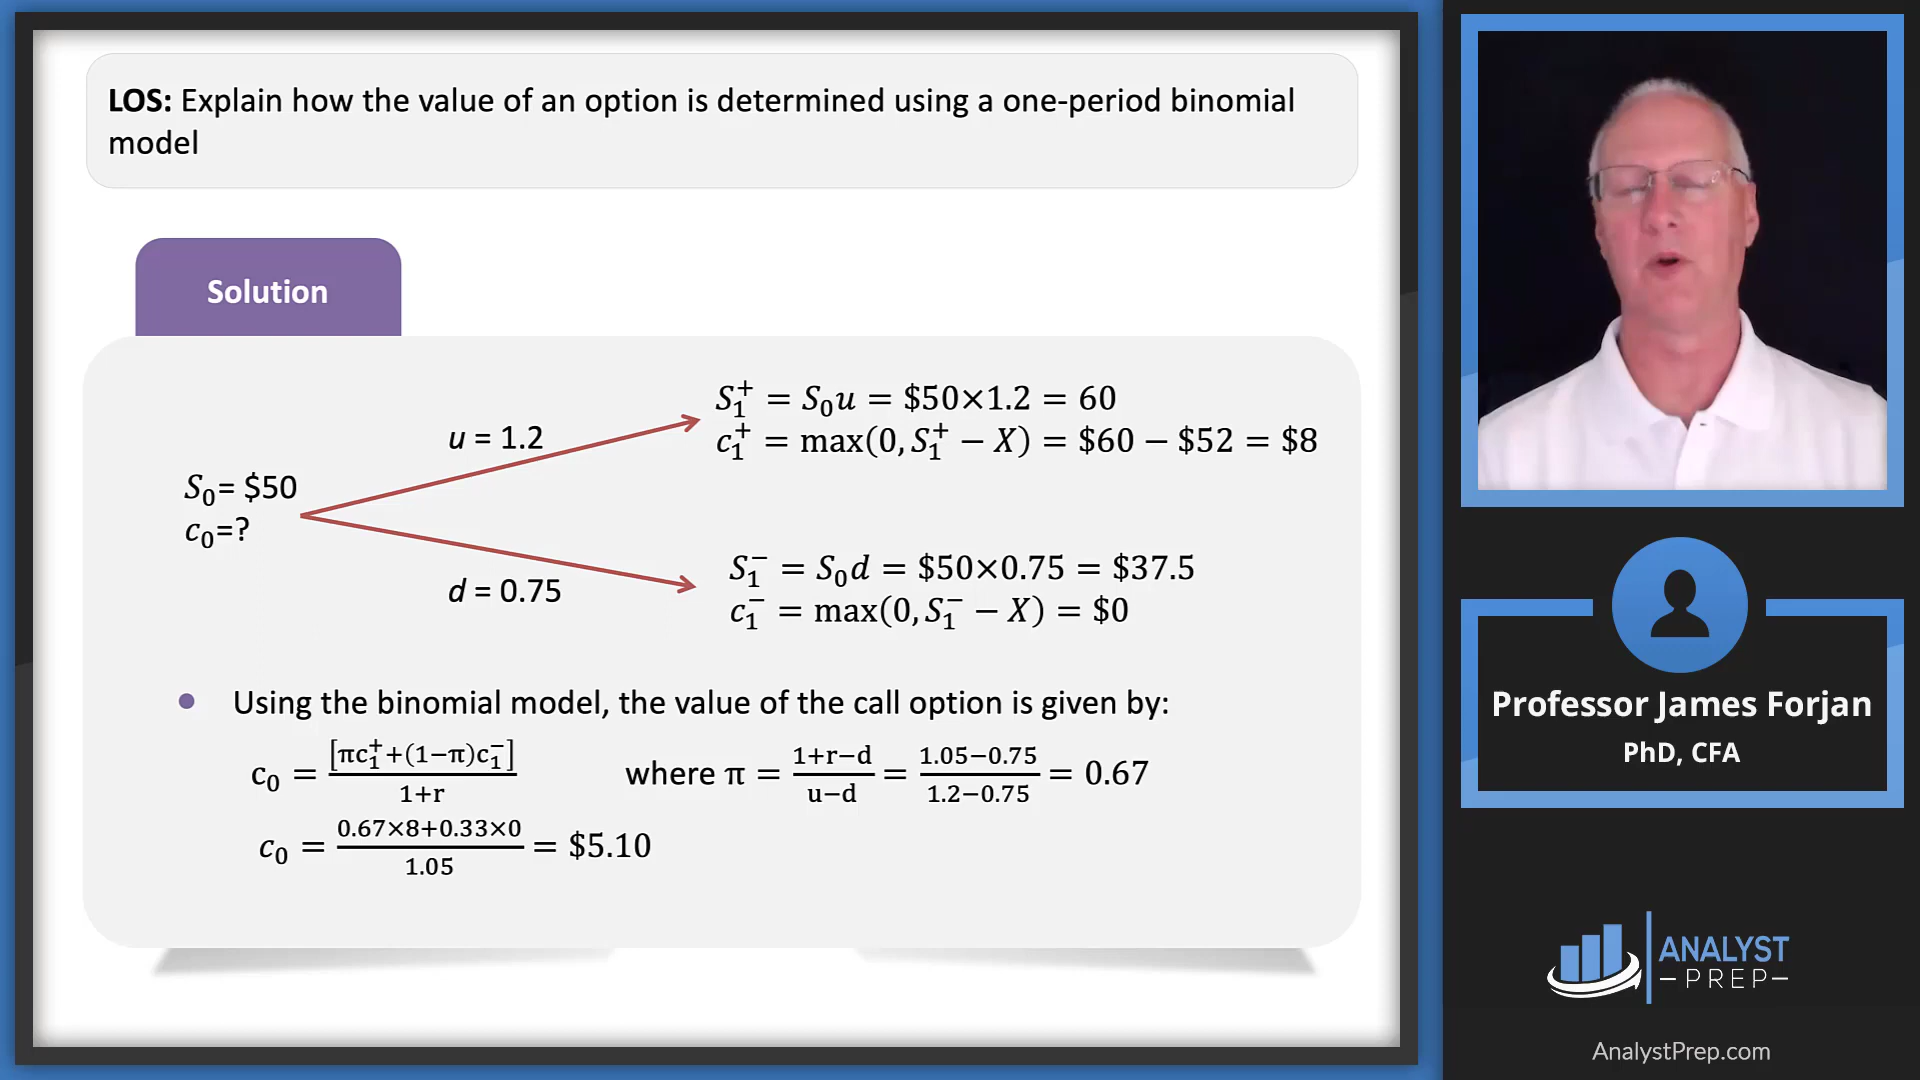 LOS: Explain how the value of an option is determined using a one-period binomial
model
Solution
u = 1.2
S₀= $50
c₀=?
d = 0.75
S₁⁺ = S₀u = $50×1.2 = 60
c₁⁺ = max(0, S₁⁺ − X) = $60 − $52 = $8
S₁⁻ = S₀d = $50×0.75 = $37.5
c₁⁻ = max(0, S₁⁻ − X) = $0
Using the binomial model, the value of the call option is given by:
c₀ = [πc₁⁺+(1−π)c₁⁻] / 1+r where π = 1+r−d / u−d = 1.05−0.75 / 1.2−0.75 = 0.67
c₀ = 0.67×8+0.33×0 / 1.05 = $5.10
Professor James Forjan
PhD, CFA
ANALYST
PREP
AnalystPrep.com